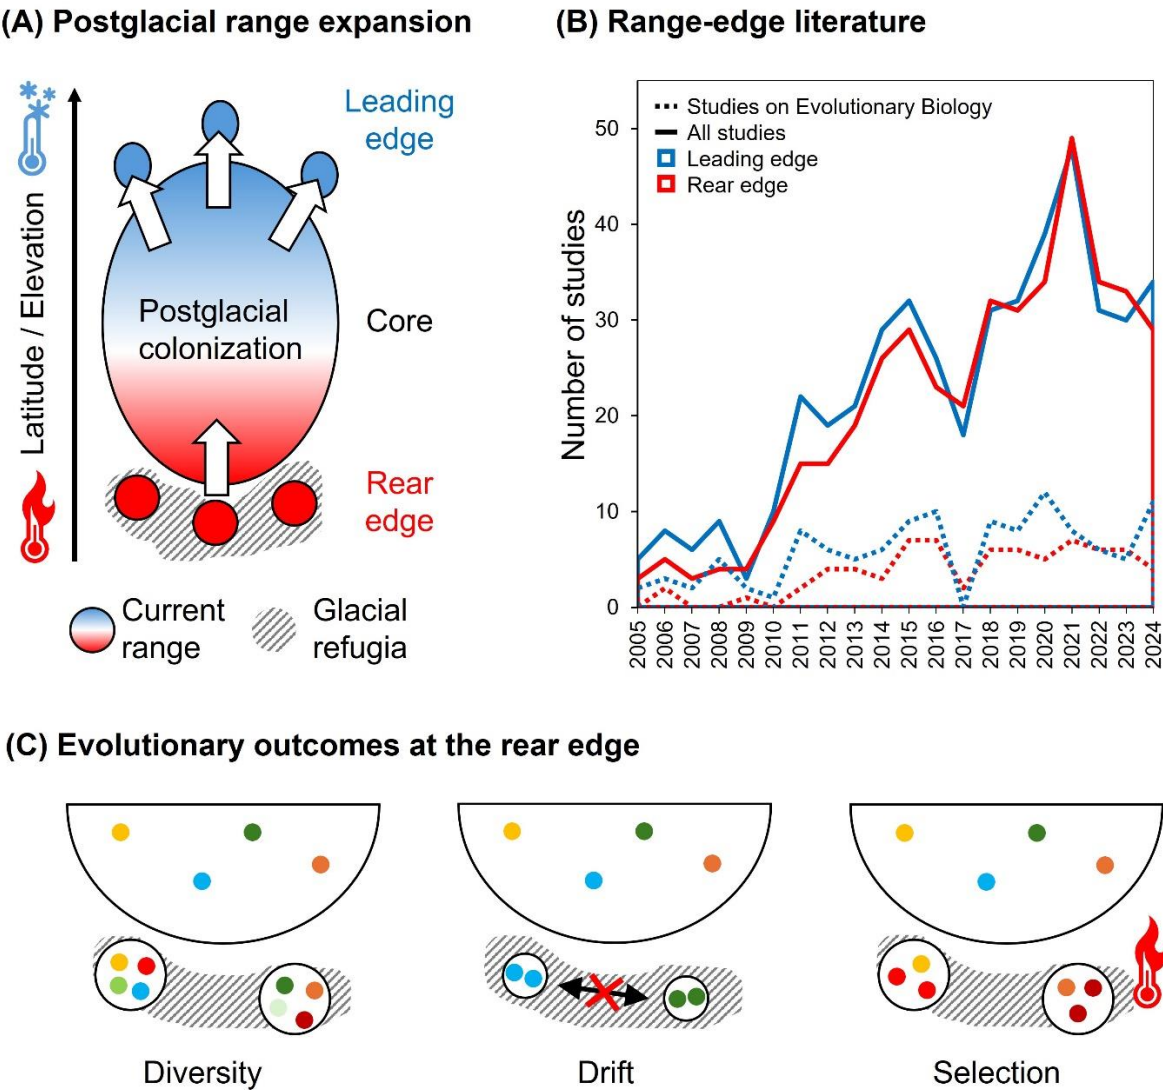 (A) Postglacial range expansion
Leading
edge
Latitude / Elevation
Postglacial
colonization
Core
Rear
edge
Current
range
Glacial
refugia
(B) Range-edge literature
Studies on Evolutionary Biology
All studies
Leading edge
Rear edge
Number of studies
50
40
30
20
10
0
2005
2006
2007
2008
2009
2010
2011
2012
2013
2014
2015
2016
2017
2018
2019
2020
2021
2022
2023
2024
(C) Evolutionary outcomes at the rear edge
Diversity
Drift
Selection